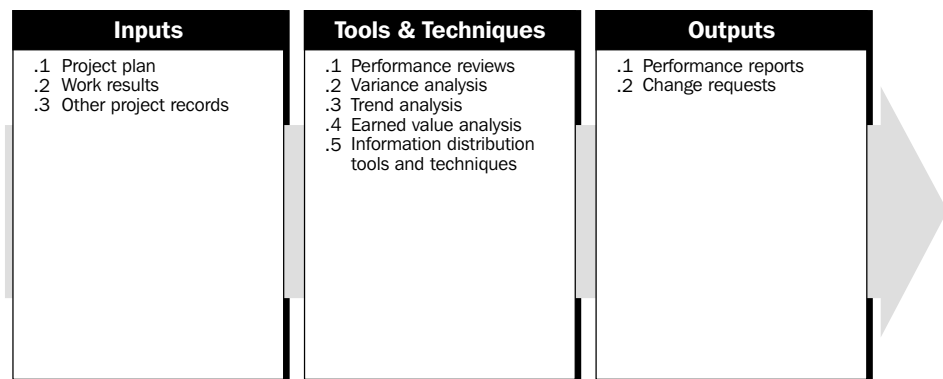 Inputs
.1 Project plan
.2 Work results
.3 Other project records
Tools & Techniques
.1 Performance reviews
.2 Variance analysis
.3 Trend analysis
.4 Earned value analysis
.5 Information distribution
tools and techniques
Outputs
.1 Performance reports
.2 Change requests